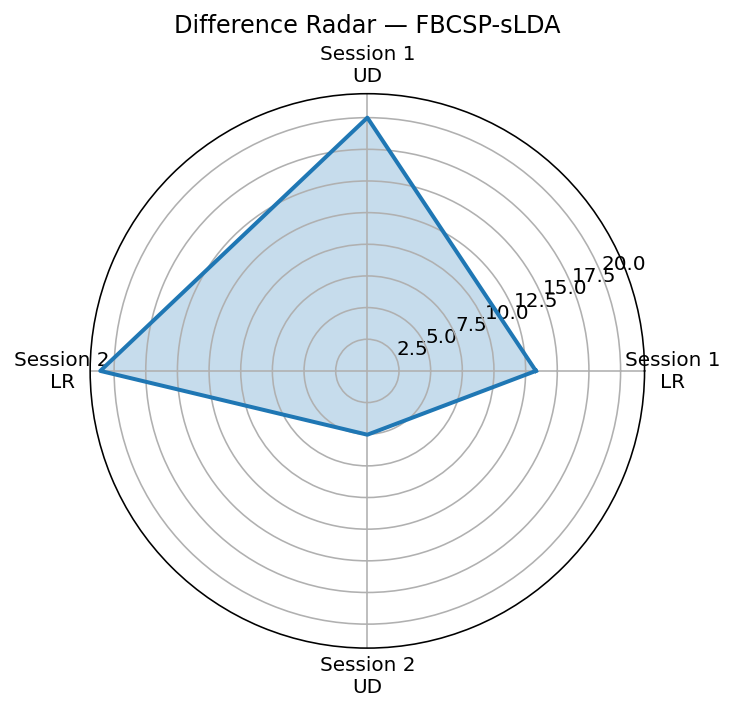 Difference Radar — FBCSP-sLDA
Session 1
UD
20.0
17.5
15.0
12.5
10.0
7.5
5.0
2.5
Session 2
LR
Session 1
LR
Session 2
UD